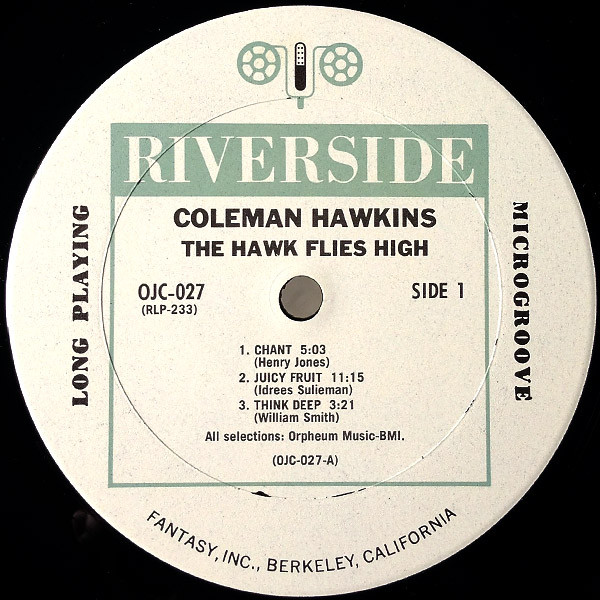 RIVERSIDE
COLEMAN HAWKINS
THE HAWK FLIES HIGH
LONG PLAYING
MICROGROOVE
OJC-027
(RLP-233)
SIDE 1
1. CHANT 5:03
(Henry Jones)
2. JUICY FRUIT 11:15
(Idrees Sulieman)
3. THINK DEEP 3:21
(William Smith)
All selections: Orpheum Music-BMI.
(OJC-027-A)
FANTASY, INC., BERKELEY, CALIFORNIA